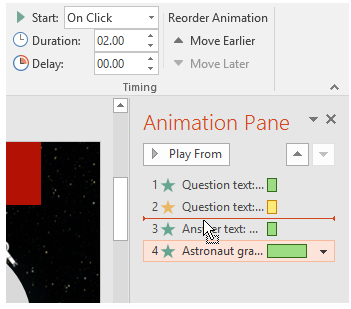 Start: On Click
Reorder Animation
Duration: 02.00
Move Earlier
Delay: 00.00
Move Later
Timing
Animation Pane
Play From
1 Question text:...
2 Question text:...
3 Answer text: ...
4 Astronaut gra...